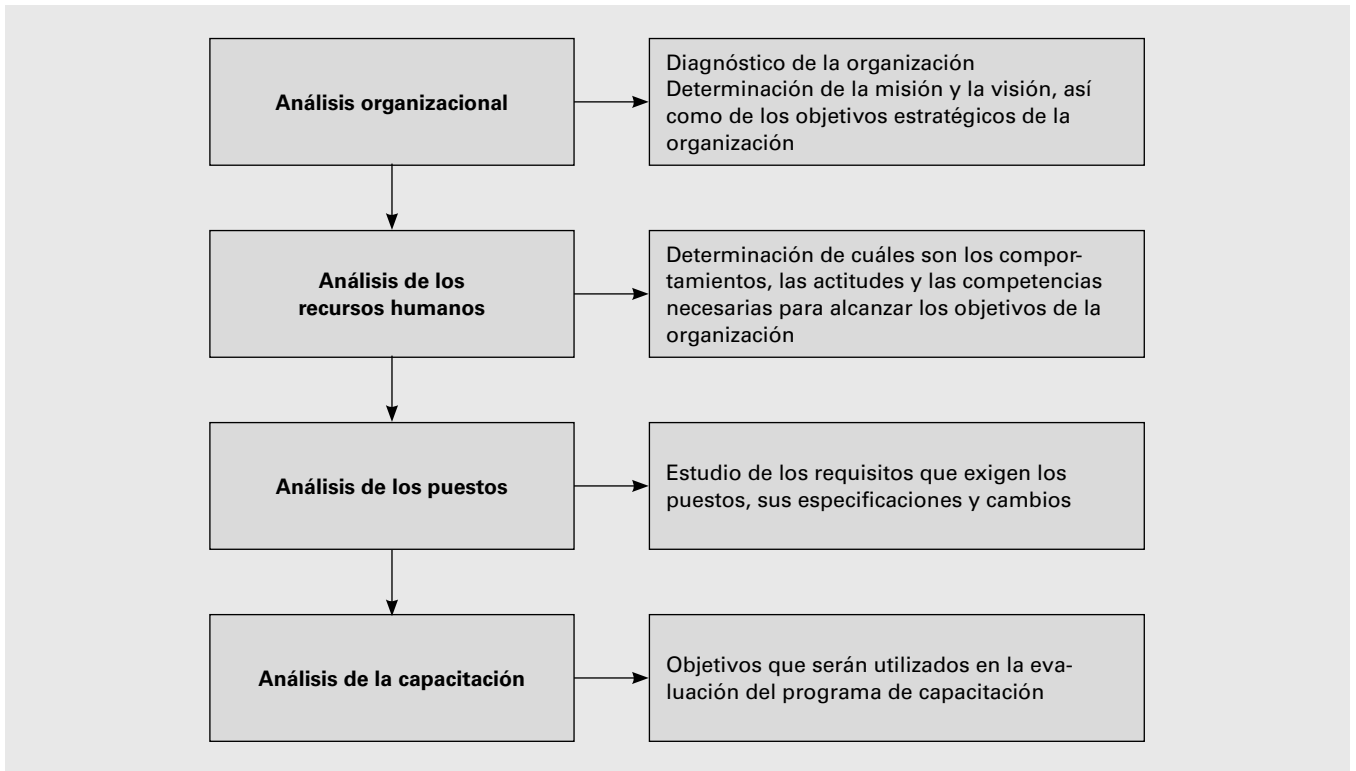 Análisis organizacional
Diagnóstico de la organización
Determinación de la misión y la visión, así
como de los objetivos estratégicos de la
organización
Análisis de los
recursos humanos
Determinación de cuáles son los compor-
tamientos, las actitudes y las competencias
necesarias para alcanzar los objetivos de la
organización
Análisis de los puestos
Estudio de los requisitos que exigen los
puestos, sus especificaciones y cambios
Análisis de la capacitación
Objetivos que serán utilizados en la eva-
luación del programa de capacitación